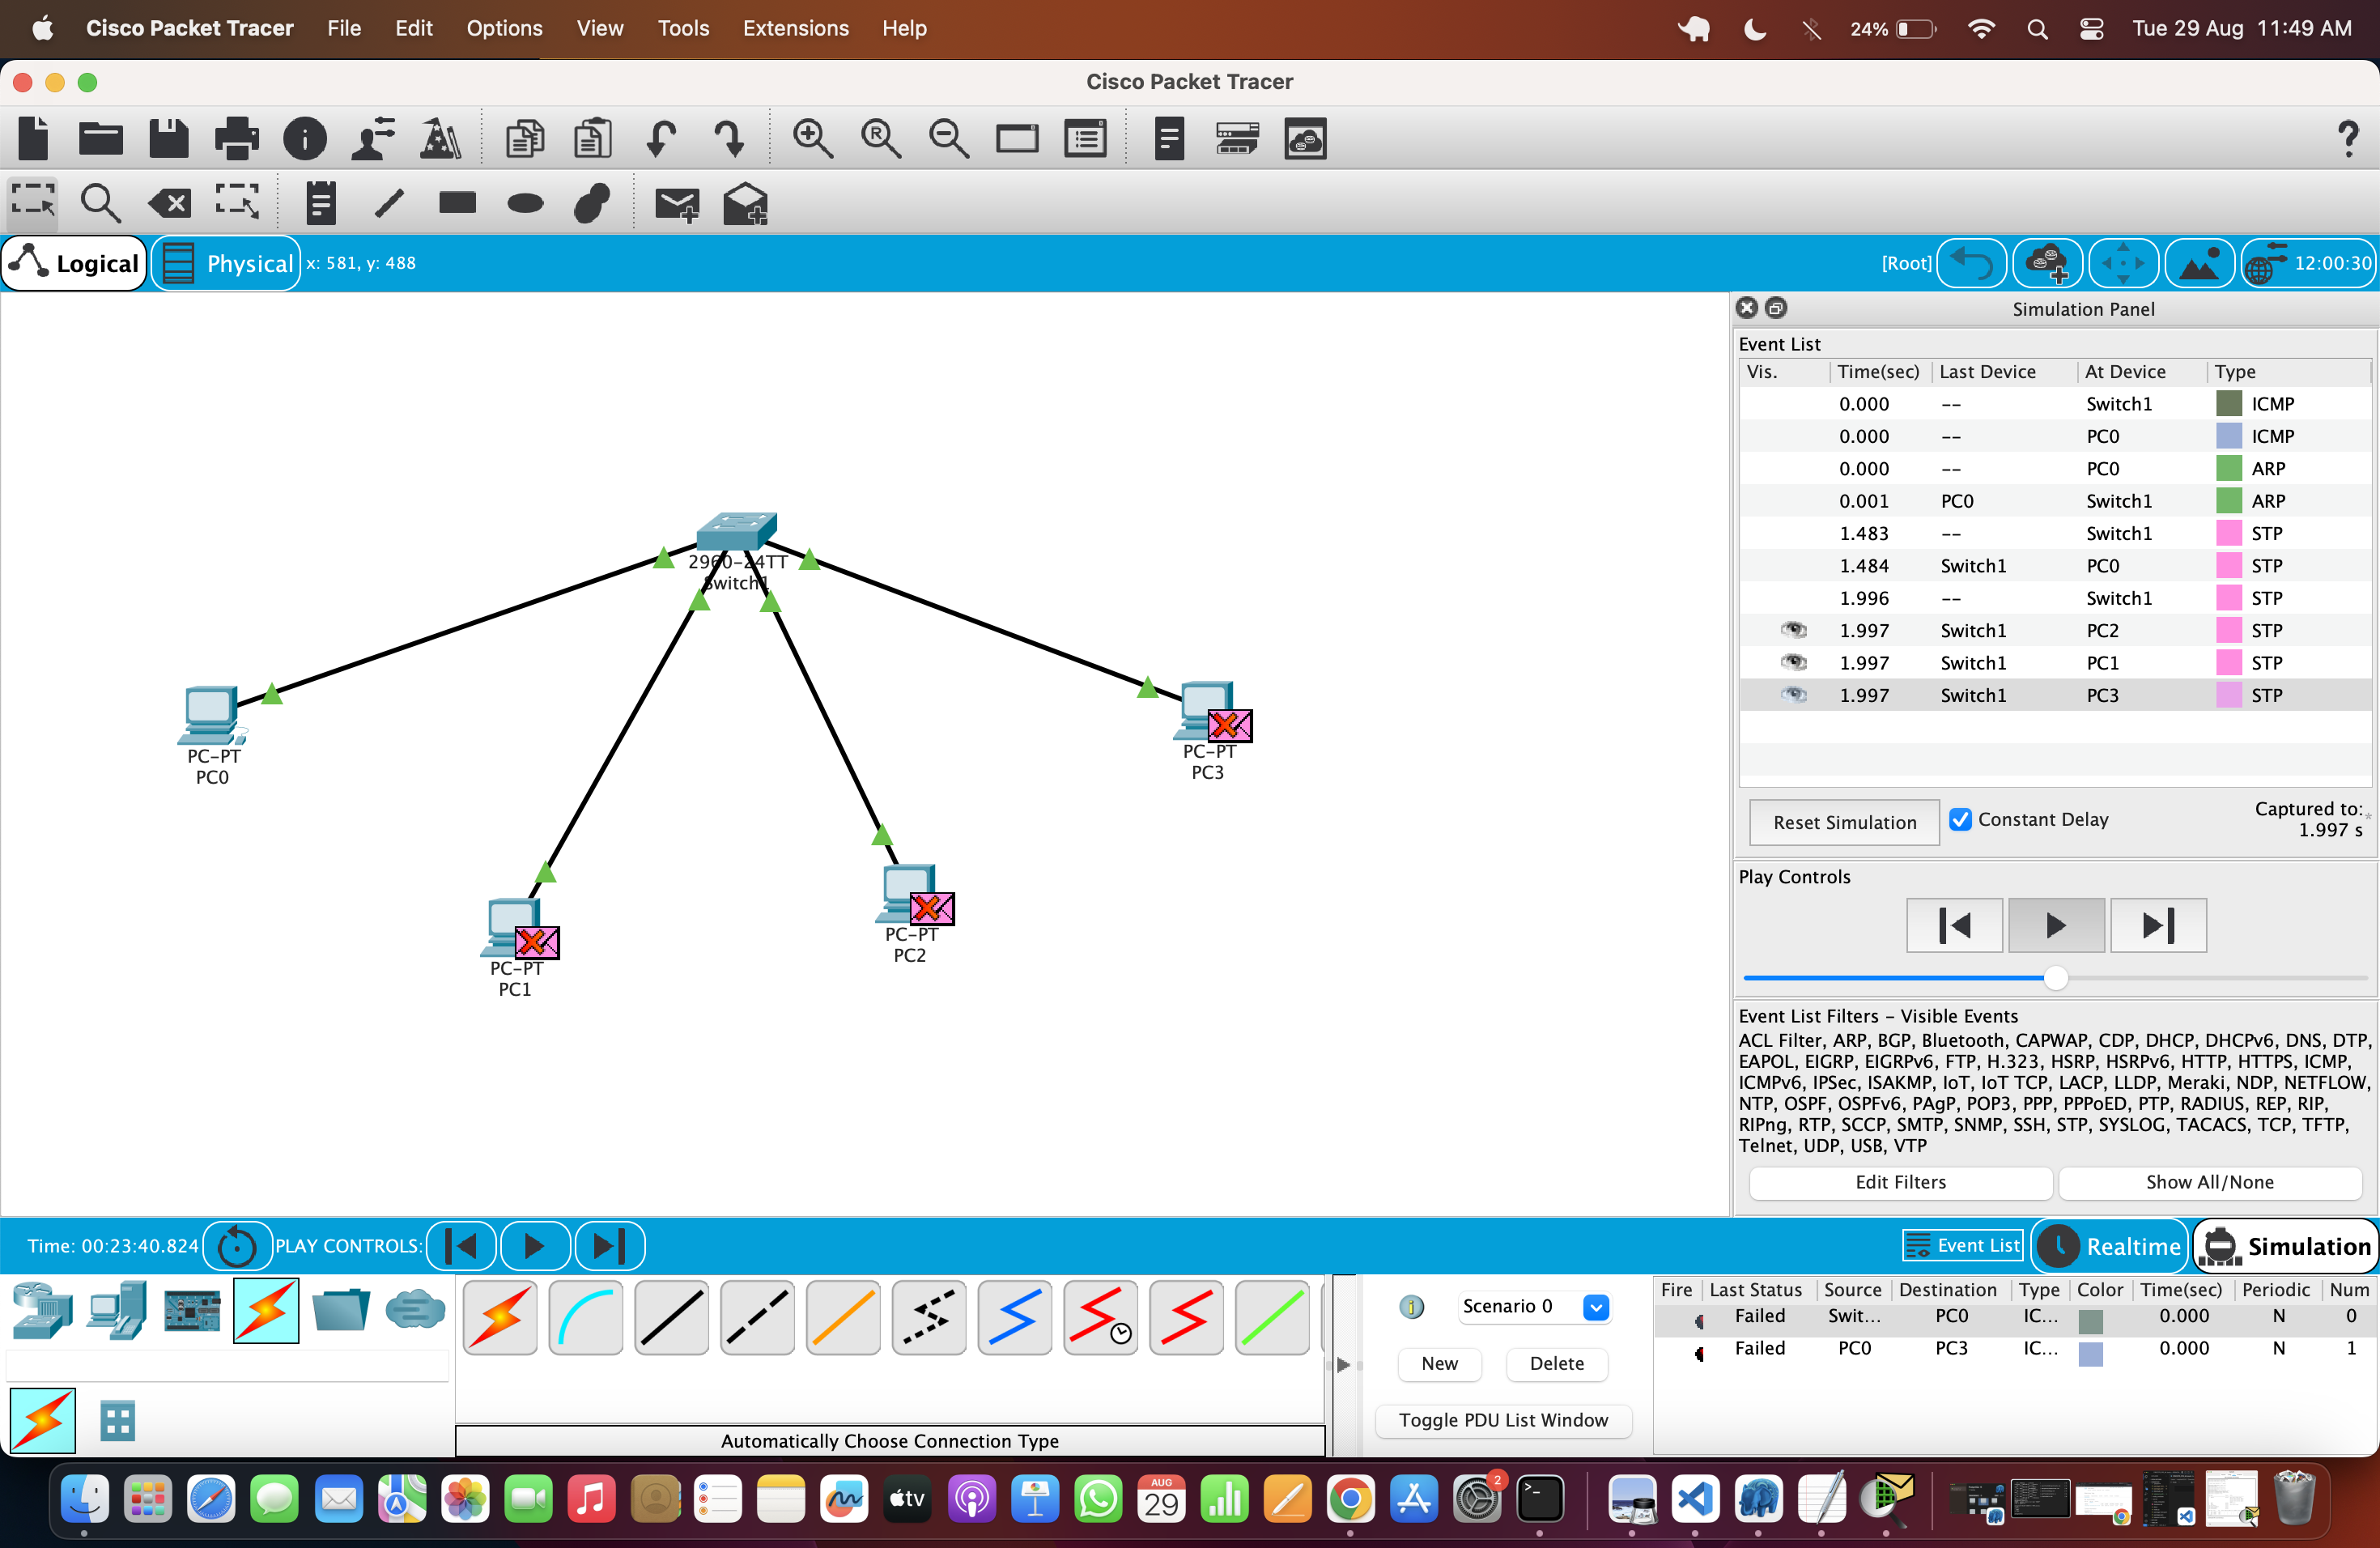 Cisco Packet Tracer File Edit Options View Tools Extensions Help 24% Tue 29 Aug 11:49 AM
Cisco Packet Tracer
Logical Physical x: 581, y: 488 [Root] 12:00:30
Simulation Panel
Event List
Vis. Time(sec) Last Device At Device Type
0.000 -- Switch1 ICMP
0.000 -- PC0 ICMP
0.000 -- PC0 ARP
0.001 PC0 Switch1 ARP
1.483 -- Switch1 STP
1.484 Switch1 PC0 STP
1.996 -- Switch1 STP
1.997 Switch1 PC2 STP
1.997 Switch1 PC1 STP
1.997 Switch1 PC3 STP
2960-24TT
Switch1
PC-PT
PC0
PC-PT
PC3
PC-PT
PC2
PC-PT
PC1
Reset Simulation Constant Delay Captured to:*
1.997 s
Play Controls
Event List Filters - Visible Events
ACL Filter, ARP, BGP, Bluetooth, CAPWAP, CDP, DHCP, DHCPv6, DNS, DTP,
EAPOL, EIGRP, EIGRPv6, FTP, H.323, HSRP, HSRPv6, HTTP, HTTPS, ICMP,
ICMPv6, IPSec, ISAKMP, IoT, IoT TCP, LACP, LLDP, Meraki, NDP, NETFLOW,
NTP, OSPF, OSPFv6, PAgP, POP3, PPP, PPPoED, PTP, RADIUS, REP, RIP,
RIPng, RTP, SCCP, SMTP, SNMP, SSH, STP, SYSLOG, TACACS, TCP, TFTP,
Telnet, UDP, USB, VTP
Edit Filters Show All/None
Time: 00:23:40.824 PLAY CONTROLS: Event List Realtime Simulation
Scenario 0
New Delete
Toggle PDU List Window
Fire Last Status Source Destination Type Color Time(sec) Periodic Num
Failed Swit... PC0 IC... 0.000 N 0
Failed PC0 PC3 IC... 0.000 N 1
Automatically Choose Connection Type
tv
AUG
29
2